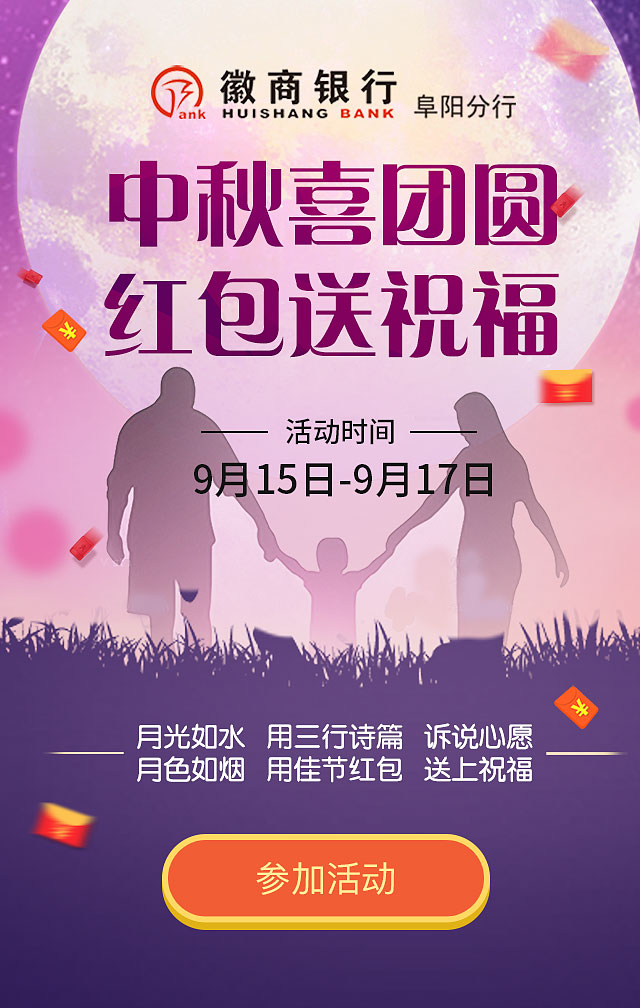 徽商银行
HUISHANG BANK
阜阳分行
ank
中秋喜团圆
红包送祝福
活动时间
9月15日-9月17日
月光如水 用三行诗篇 诉说心愿
月色如烟 用佳节红包 送上祝福
参加活动